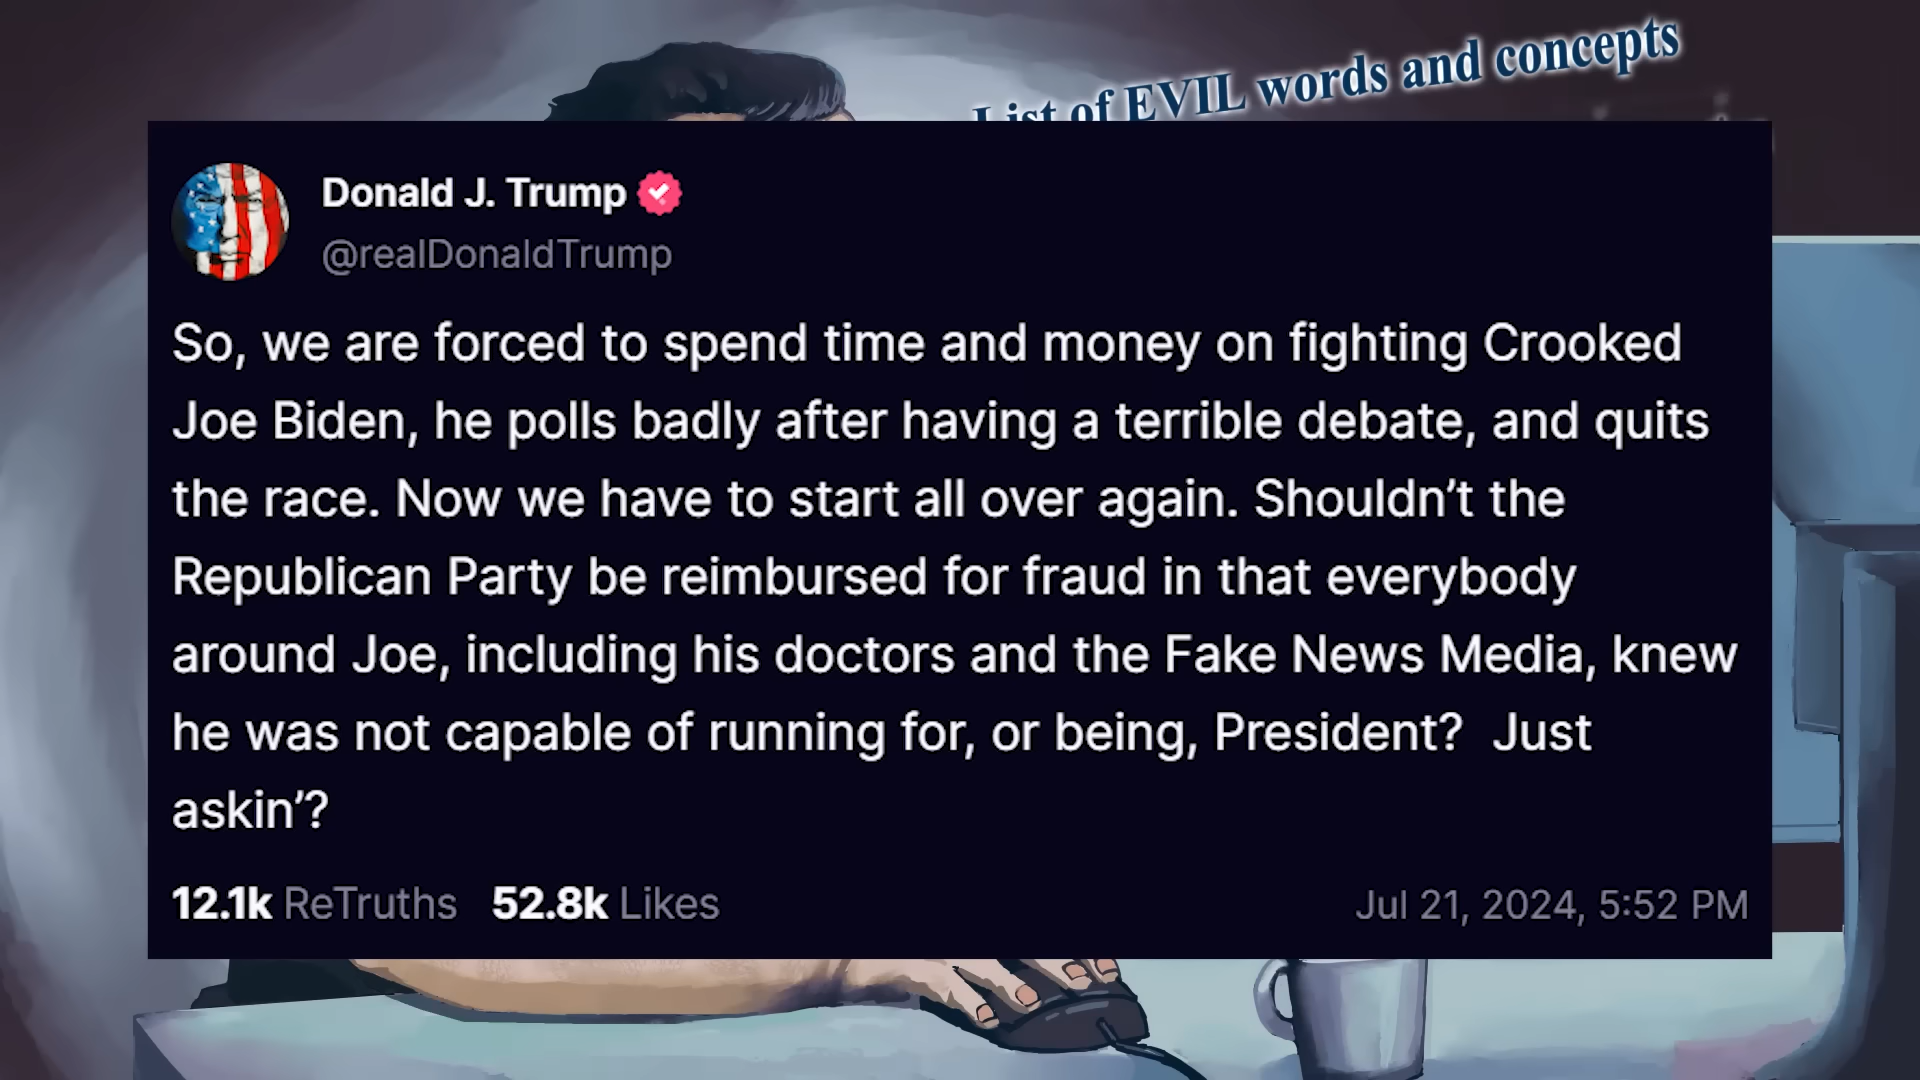 List of EVIL words and concepts
Donald J. Trump
@realDonaldTrump
So, we are forced to spend time and money on fighting Crooked
Joe Biden, he polls badly after having a terrible debate, and quits
the race. Now we have to start all over again. Shouldn’t the
Republican Party be reimbursed for fraud in that everybody
around Joe, including his doctors and the Fake News Media, knew
he was not capable of running for, or being, President?  Just
askin’?
12.1k ReTruths 52.8k Likes
Jul 21, 2024, 5:52 PM